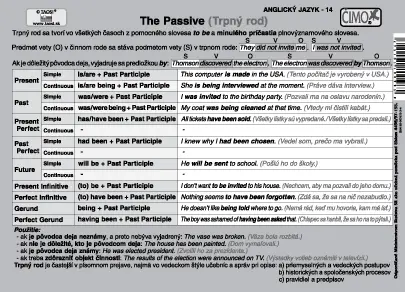 © TAOSI
www.taosi.sk
ANGLICKÝ JAZYK - 14
CIMO
The Passive (Trpný rod)
Trpný rod sa tvorí vo všetkých časoch z pomocného slovesa to be a minulého príčastia plnovýznamového slovesa.
S V O S V
Predmet vety (O) v činnom rode sa stáva podmetom vety (S) v trpnom rode: They did not invite me. I was not invited.
S V O S V O
Ak je dôležitý pôvodca deja, vyjadruje sa predložkou by: Thomson discovered the electron. The electron was discovered by Thomson.
Present Simple is/are + Past Participle This computer is made in the USA. (Tento počítač je vyrobený v USA.)
Continuous is/are being + Past Participle She is being interviewed at the moment. (Práve dáva interview.)
Past Simple was/were + Past Participle I was invited to the birthday party. (Pozvali ma na oslavu narodenín.)
Continuous was/were being + Past Participle My coat was being cleaned at that time. (Vtedy mi čistili kabát.)
Present Perfect Simple has/have been + Past Participle All tickets have been sold. (Všetky lístky sú vypredané. / Všetky lístky sa predali.)
Continuous - -
Past Perfect Simple had been + Past Participle I knew why I had been chosen. (Vedel som, prečo ma vybrali.)
Continuous - -
Future Simple will be + Past Participle He will be sent to school. (Pošlú ho do školy.)
Continuous - -
Present Infinitive (to) be + Past Participle I don't want to be invited to his house. (Nechcem, aby ma pozval do jeho domu.)
Perfect Infinitive (to) have been + Past Participle Nothing seems to have been forgotten. (Zdá sa, že sa na nič nezabudlo.)
Gerund being + Past Participle He doesn't like being told where to go. (Nemá rád, keď mu hovoria, kam má ísť.)
Perfect Gerund having been + Past Participle The boy was ashamed of having been asked that. (Chlapec sa hanbil, že sa ho na to pýtali.)
Použitie:
- ak je pôvodca deja neznámy, a preto nebýva vyjadrený: The vase was broken. (Váza bola rozbitá.)
- ak nie je dôležité, kto je pôvodcom deja: The house has been painted. (Dom vymaľovali.)
- ak je pôvodca deja známy: He was elected president. (Zvolili ho za prezidenta.)
- ak treba zobrazniť objekt činnosti: The results of the election were announced on TV. (Výsledky volieb oznámili v televízii.)
Trpný rod je častejší v písomnom prejave, najmä vo vedeckom štýle učebníc a správ pri opise: a) priemyselných a vedeckých postupov
b) historických a spoločenských procesov
c) pravidiel a predpisov